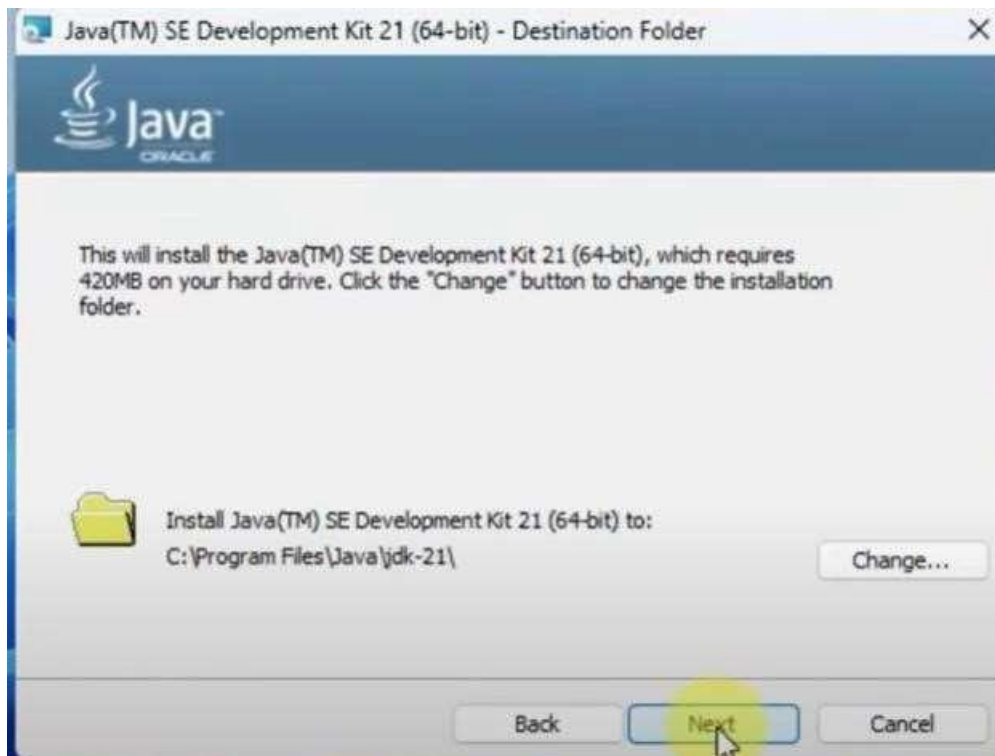 Java(TM) SE Development Kit 21 (64-bit) - Destination Folder
Java
ORACLE
This will install the Java(TM) SE Development Kit 21 (64-bit), which requires
420MB on your hard drive. Click the "Change" button to change the installation
folder.
Install Java(TM) SE Development Kit 21 (64-bit) to:
C:\Program Files\Java\jdk-21\
Change...
Back
Next
Cancel